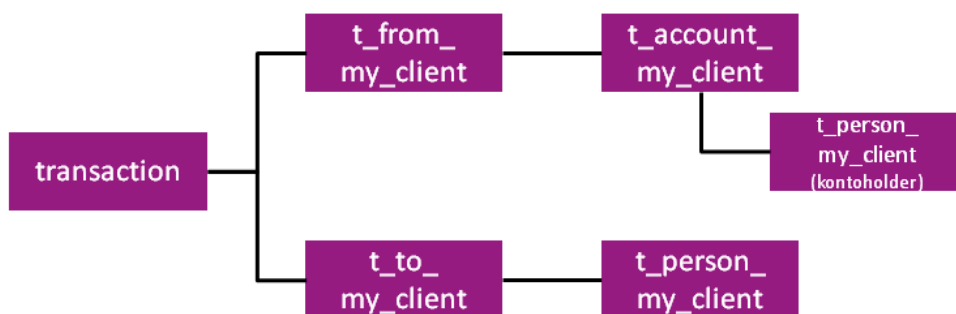 t_from_
my_client
t_account_
my_client
t_person_
my_client
(kontoholder)
transaction
t_to_
my_client
t_person_
my_client